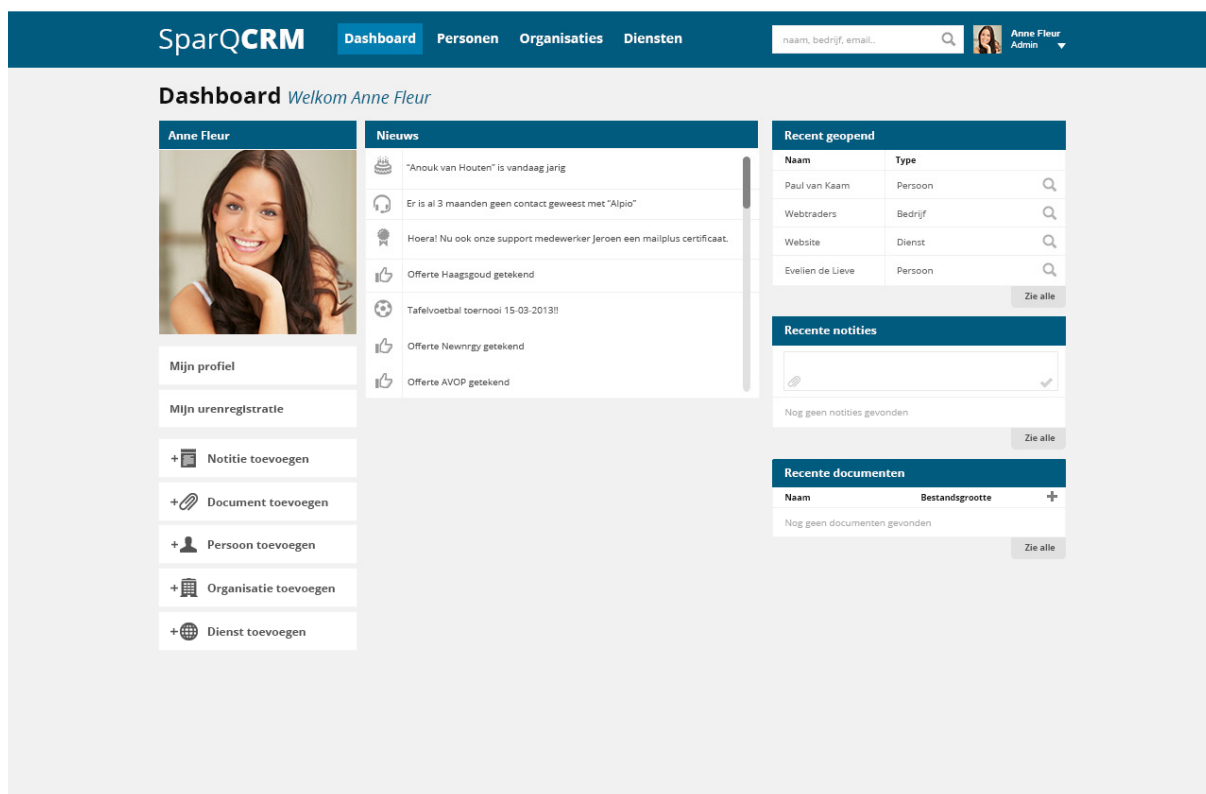 SparQCRM
Dashboard Personen Organisaties Diensten
naam, bedrijf, email..
Anne Fleur
Admin
Dashboard Welkom Anne Fleur
Anne Fleur
Mijn profiel
Mijn urenregistratie
+ Notitie toevoegen
+ Document toevoegen
+ Persoon toevoegen
+ Organisatie toevoegen
+ Dienst toevoegen
Nieuws
"Anouk van Houten" is vandaag jarig
Er is al 3 maanden geen contact geweest met "Alpio"
Hoera! Nu ook onze support medewerker Jeroen een mailplus certificaat.
Offerte Haagsgoud getekend
Tafelvoetbal toernooi 15-03-2013!!
Offerte Newnrgy getekend
Offerte AVOP getekend
Recent geopend
Naam Type
Paul van Kaam Persoon
Webtraders Bedrijf
Website Dienst
Evelien de Lieve Persoon
Zie alle
Recente notities
Nog geen notities gevonden
Zie alle
Recente documenten
Naam Bestandsgrootte
Nog geen documenten gevonden
Zie alle